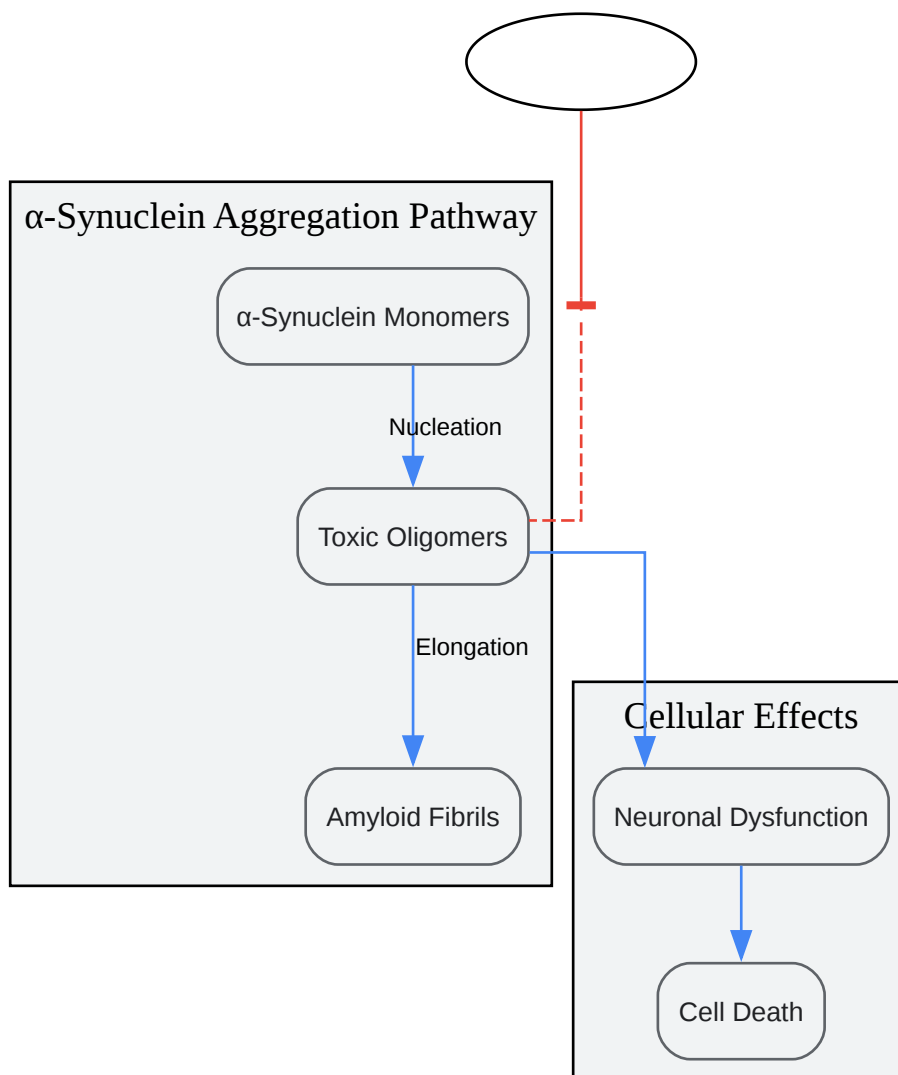 α-Synuclein Aggregation Pathway
α-Synuclein Monomers
Nucleation
Toxic Oligomers
Elongation
Amyloid Fibrils
Cellular Effects
Neuronal Dysfunction
Cell Death